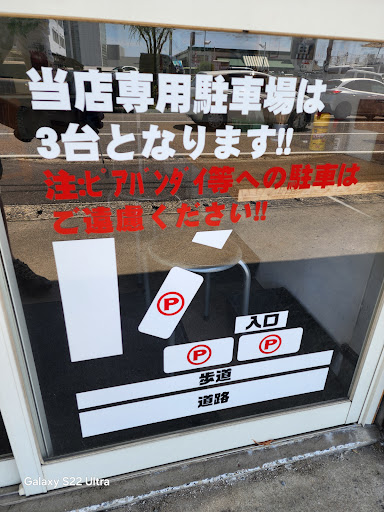 当店専用駐車場は
3台となります!!
注:ﾋﾟｱﾊﾞﾝﾀﾞｲ等への駐車は
ご遠慮ください!!
P
入口
P
P
歩道
道路
Galaxy S22 Ultra